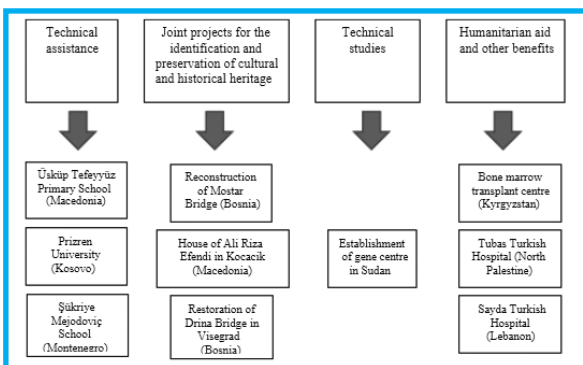 Technical
assistance
Joint projects for the
identification and
preservation of cultural
and historical heritage
Technical
studies
Humanitarian aid
and other benefits
Üsküp Tefeyyüz
Primary School
(Macedonia)
Prizren
University
(Kosovo)
Şükriye
Mejodoviç
School
(Montenegro)
Reconstruction
of Mostar
Bridge (Bosnia)
House of Ali Riza
Efendi in Kocacik
(Macedonia)
Restoration of
Drina Bridge in
Visegrad
(Bosnia)
Establishment
of gene centre
in Sudan
Bone marrow
transplant centre
(Kyrgyzstan)
Tubas Turkish
Hospital (North
Palestine)
Sayda Turkish
Hospital
(Lebanon)